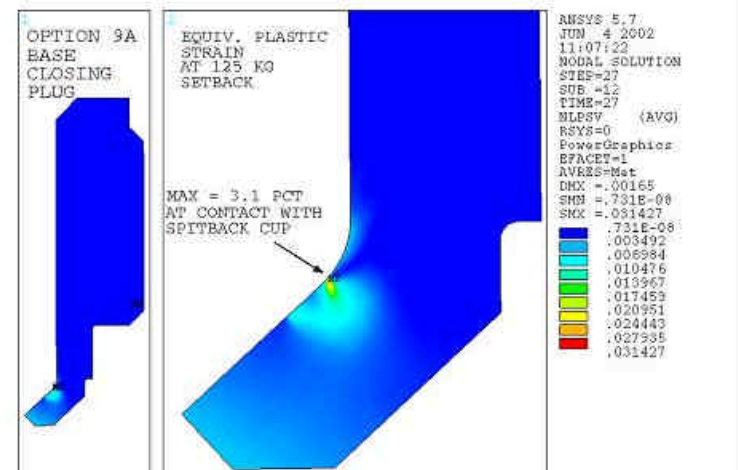 OPTION 9A
BASE
CLOSING
PLUG
EQUIV. PLASTIC
STRAIN
AT 125 KG
SETBACK
MAX = 3.1 PCT
AT CONTACT WITH
SPITBACK CUP
ANSYS 5.7
JUN 4 2002
11:07:22
NODAL SOLUTION
STEP=27
SUB =12
TIME=27
NLPSV (AVG)
RSYS=0
PowerGraphics
EFACET=1
AVRES=Mat
DMX =.00165
SMN =.731E-08
SMX =.031427
.731E-08
.003492
.006984
.010476
.013967
.017459
.020951
.024443
.027935
.031427